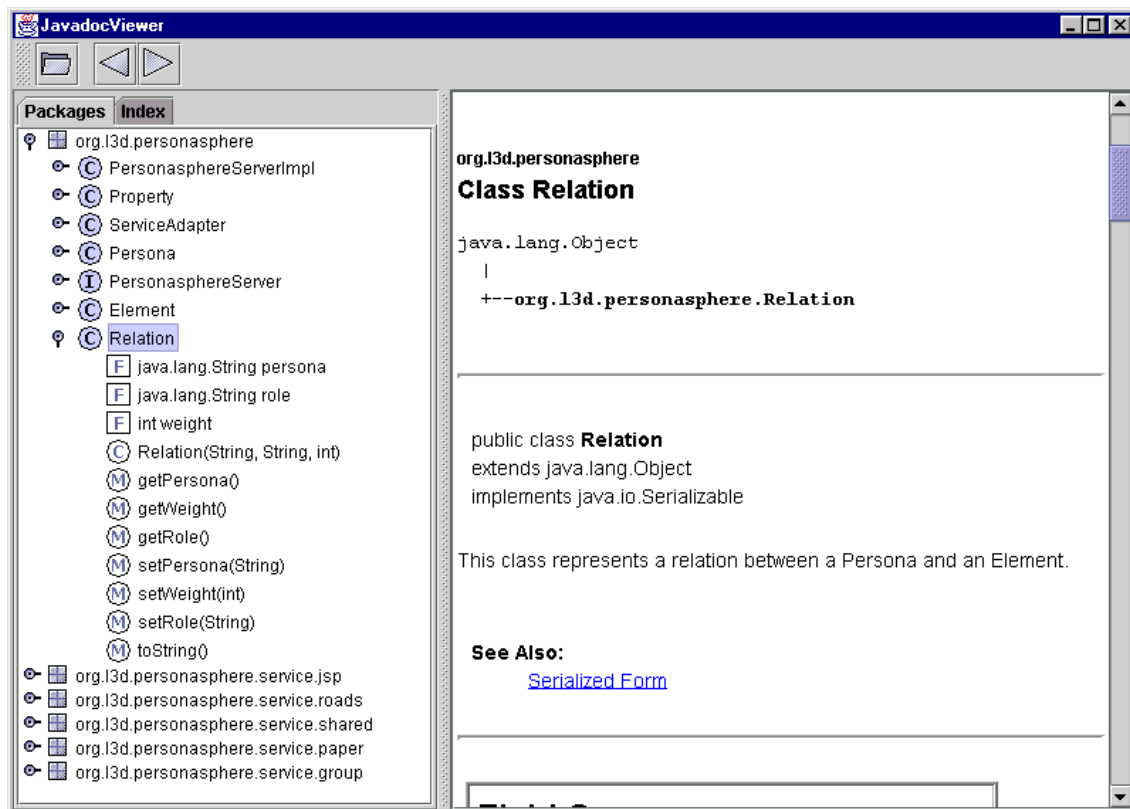 JavadocViewer
Packages
Index
org.l3d.personasphere
C PersonasphereServerImpl
C Property
C ServiceAdapter
C Persona
I PersonasphereServer
C Element
C Relation
F java.lang.String persona
F java.lang.String role
F int weight
C Relation(String, String, int)
M getPersona()
M getWeight()
M getRole()
M setPersona(String)
M setWeight(int)
M setRole(String)
M toString()
org.l3d.personasphere.service.jsp
org.l3d.personasphere.service.roads
org.l3d.personasphere.service.shared
org.l3d.personasphere.service.paper
org.l3d.personasphere.service.group
org.l3d.personasphere
Class Relation
java.lang.Object
|
+--org.l3d.personasphere.Relation
public class Relation
extends java.lang.Object
implements java.io.Serializable
This class represents a relation between a Persona and an Element.
See Also:
Serialized Form